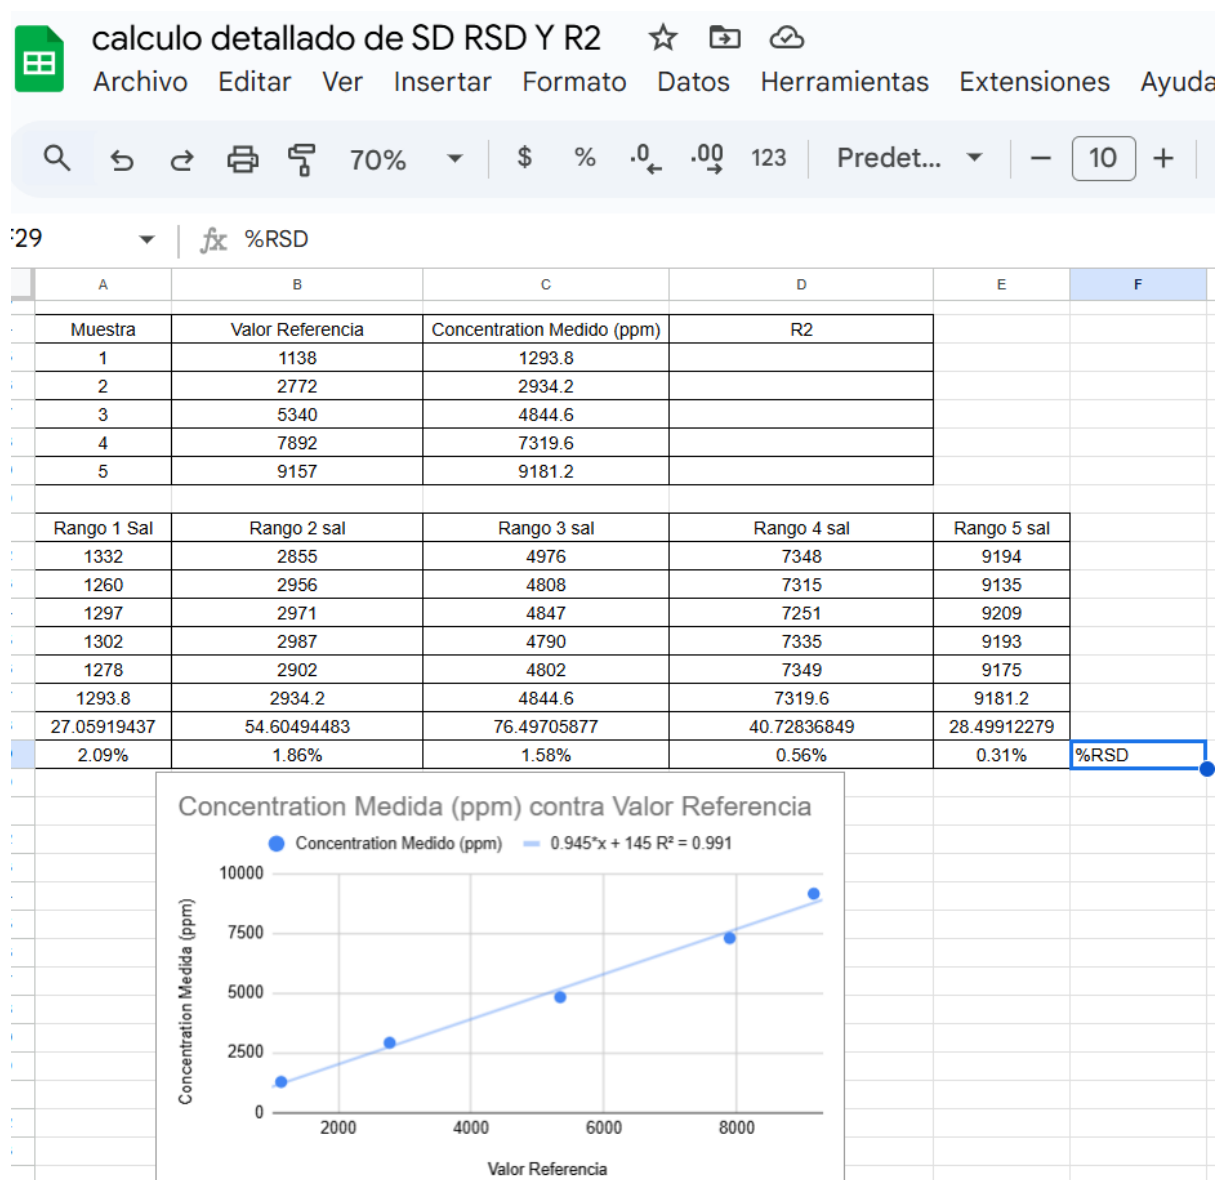 calculo detallado de SD RSD Y R2
Archivo Editar Ver Insertar Formato Datos Herramientas Extensiones Ayuda
70% $ % .0 .00 123 Predet... 10
F29 fx %RSD
A B C D E F
Muestra Valor Referencia Concentration Medido (ppm) R2
1 1138 1293.8
2 2772 2934.2
3 5340 4844.6
4 7892 7319.6
5 9157 9181.2
Rango 1 Sal Rango 2 sal Rango 3 sal Rango 4 sal Rango 5 sal
1332 2855 4976 7348 9194
1260 2956 4808 7315 9135
1297 2971 4847 7251 9209
1302 2987 4790 7335 9193
1278 2902 4802 7349 9175
1293.8 2934.2 4844.6 7319.6 9181.2
27.05919437 54.60494483 76.49705877 40.72836849 28.49912279
2.09% 1.86% 1.58% 0.56% 0.31% %RSD
Concentration Medida (ppm) contra Valor Referencia
Concentration Medido (ppm) 0.945*x + 145 R² = 0.991
10000
7500
5000
2500
0
Concentration Medida (ppm)
2000 4000 6000 8000
Valor Referencia